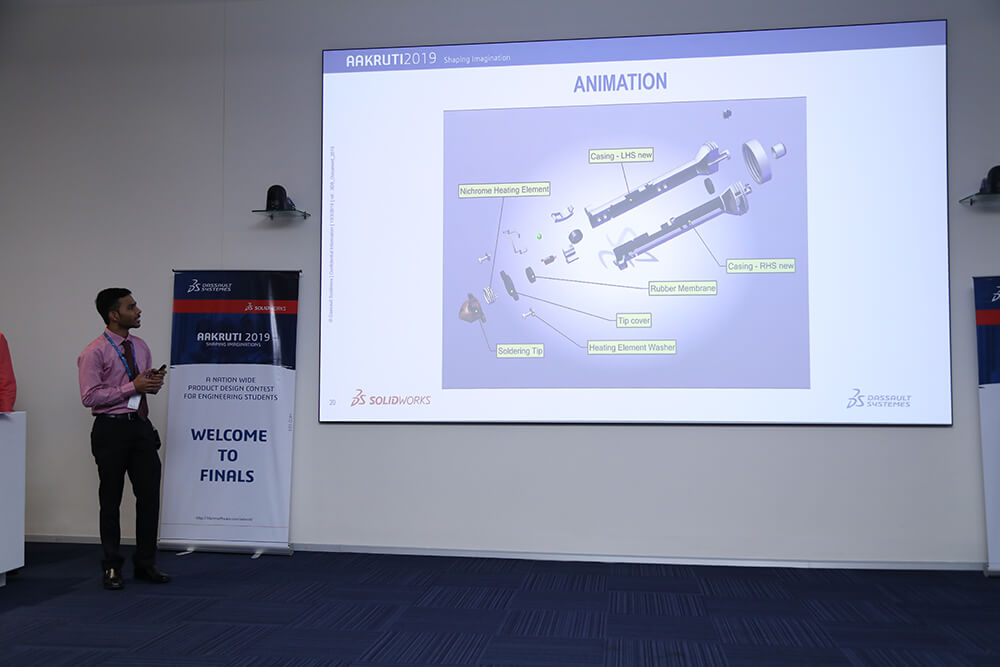 AAKRUTI2019 Shaping Imagination
ANIMATION
Casing - LHS new
Nichrome Heating Element
Casing - RHS new
Rubber Membrane
Tip cover
Heating Element Washer
Soldering Tip
20
SOLIDWORKS
DASSAULT
SYSTEMES
DASSAULT
SYSTEMES
SOLIDWORKS
AAKRUTI 2019
SHAPING IMAGINATIONS
A NATION WIDE
PRODUCT DESIGN CONTEST
FOR ENGINEERING STUDENTS
WELCOME
TO
FINALS